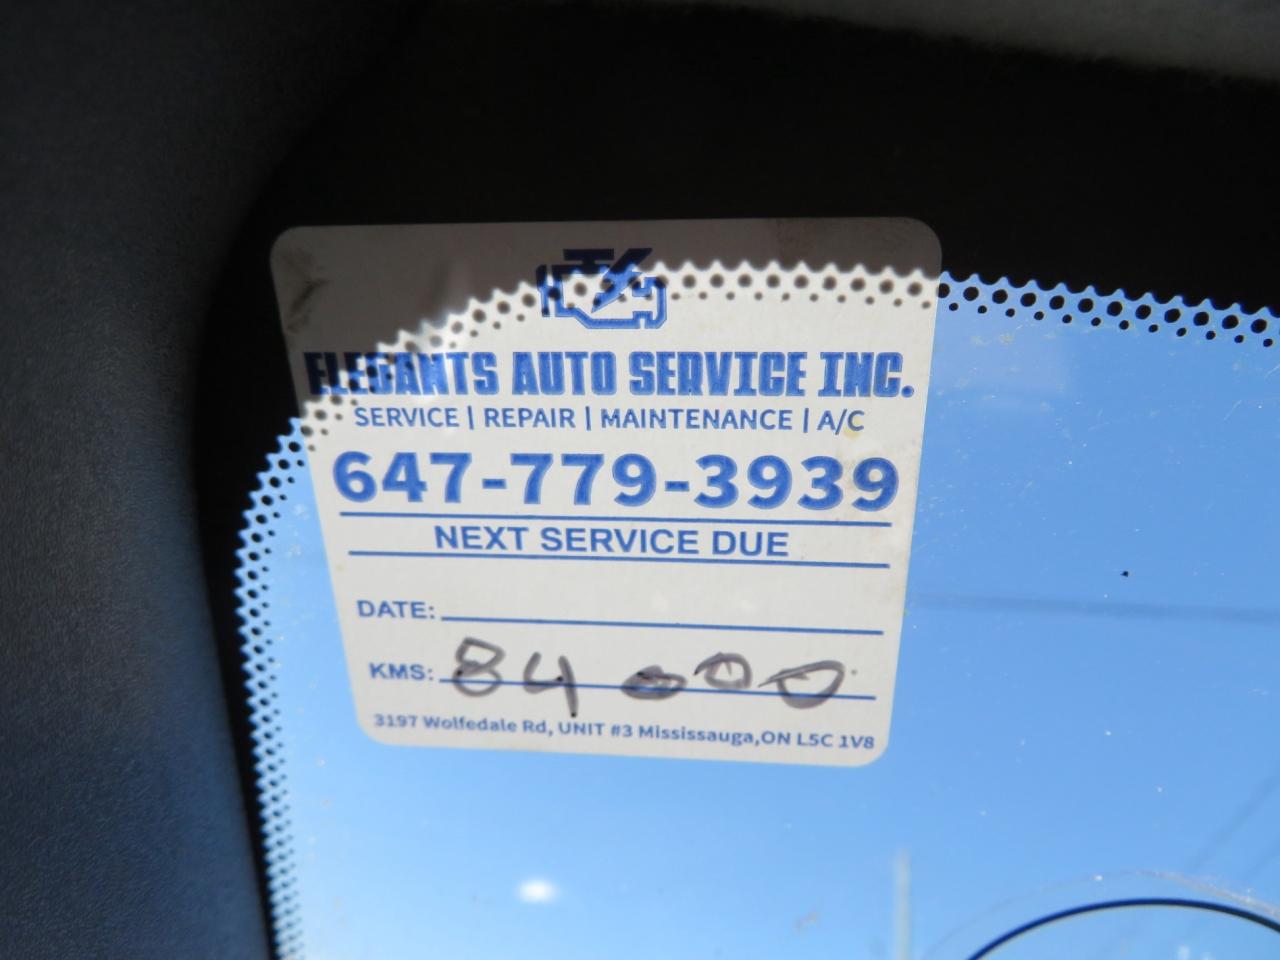 ELEGANTS AUTO SERVICE INC.
SERVICE | REPAIR | MAINTENANCE | A/C
647-779-3939
NEXT SERVICE DUE
DATE:
KMS: 84000
3197 Wolfedale Rd, UNIT #3 Mississauga,ON L5C 1V8